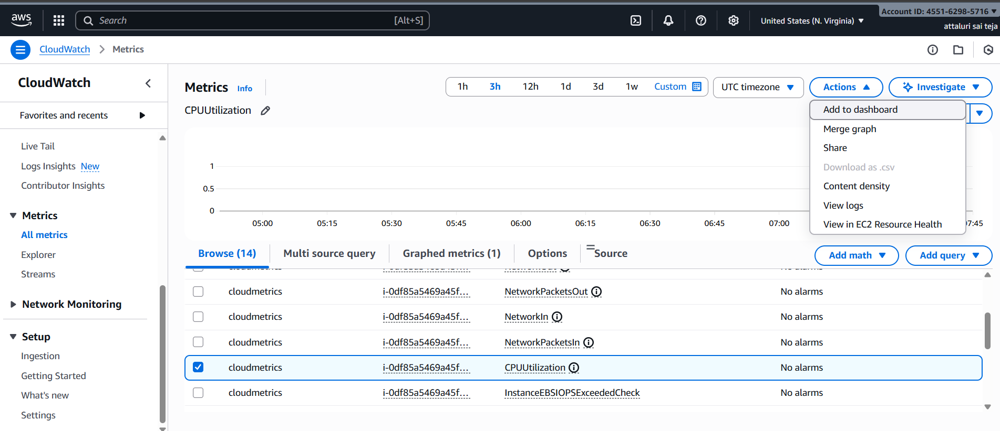 aws
Search [Alt+S]
United States (N. Virginia)
Account ID: 4551-6298-5716
attaluri sai teja
CloudWatch
Metrics
CloudWatch
Favorites and recents
Live Tail
Logs Insights New
Contributor Insights
Metrics
All metrics
Explorer
Streams
Network Monitoring
Setup
Ingestion
Getting Started
What's new
Settings
Metrics Info
1h 3h 12h 1d 3d 1w Custom
UTC timezone
Actions
Investigate
CPUUtilization
Add to dashboard
Merge graph
Share
Download as .csv
Content density
View logs
View in EC2 Resource Health
1
0.5
0
05:00 05:15 05:30 05:45 06:00 06:15 06:30 06:45 07:00 7:45
Browse (14) Multi source query Graphed metrics (1) Options Source
Add math
Add query
cloudmetrics i-0df85a5469a45f... NetworkPacketsOut No alarms
cloudmetrics i-0df85a5469a45f... NetworkIn No alarms
cloudmetrics i-0df85a5469a45f... NetworkPacketsIn No alarms
cloudmetrics i-0df85a5469a45f... CPUUtilization No alarms
cloudmetrics i-0df85a5469a45f... InstanceEBSIOPSExceededCheck No alarms